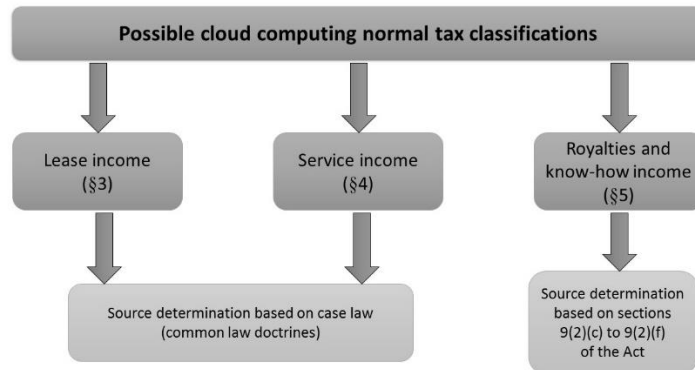 Possible cloud computing normal tax classifications
Lease income
(§3)
Service income
(§4)
Royalties and
know-how income
(§5)
Source determination based on case law
(common law doctrines)
Source determination
based on sections
9(2)(c) to 9(2)(f)
of the Act